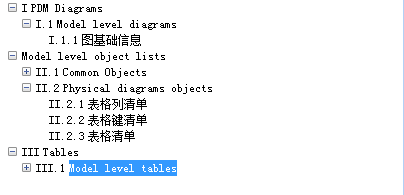 I PDM Diagrams
I.1 Model level diagrams
I.1.1 图基础信息
Model level object lists
II.1 Common Objects
II.2 Physical diagrams objects
II.2.1 表格列清单
II.2.2 表格键清单
II.2.3 表格清单
III Tables
III.1 Model level tables